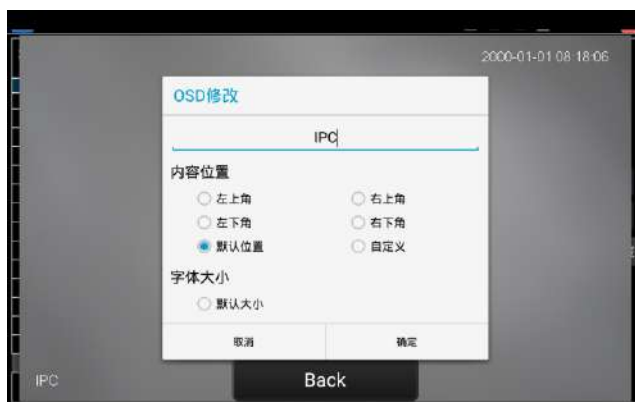 2000-01-01 08:18:06
OSD修改
IPC
内容位置
左上角 右上角
左下角 右下角
默认位置 自定义
字体大小
默认大小
取消 确定
IPC
Back